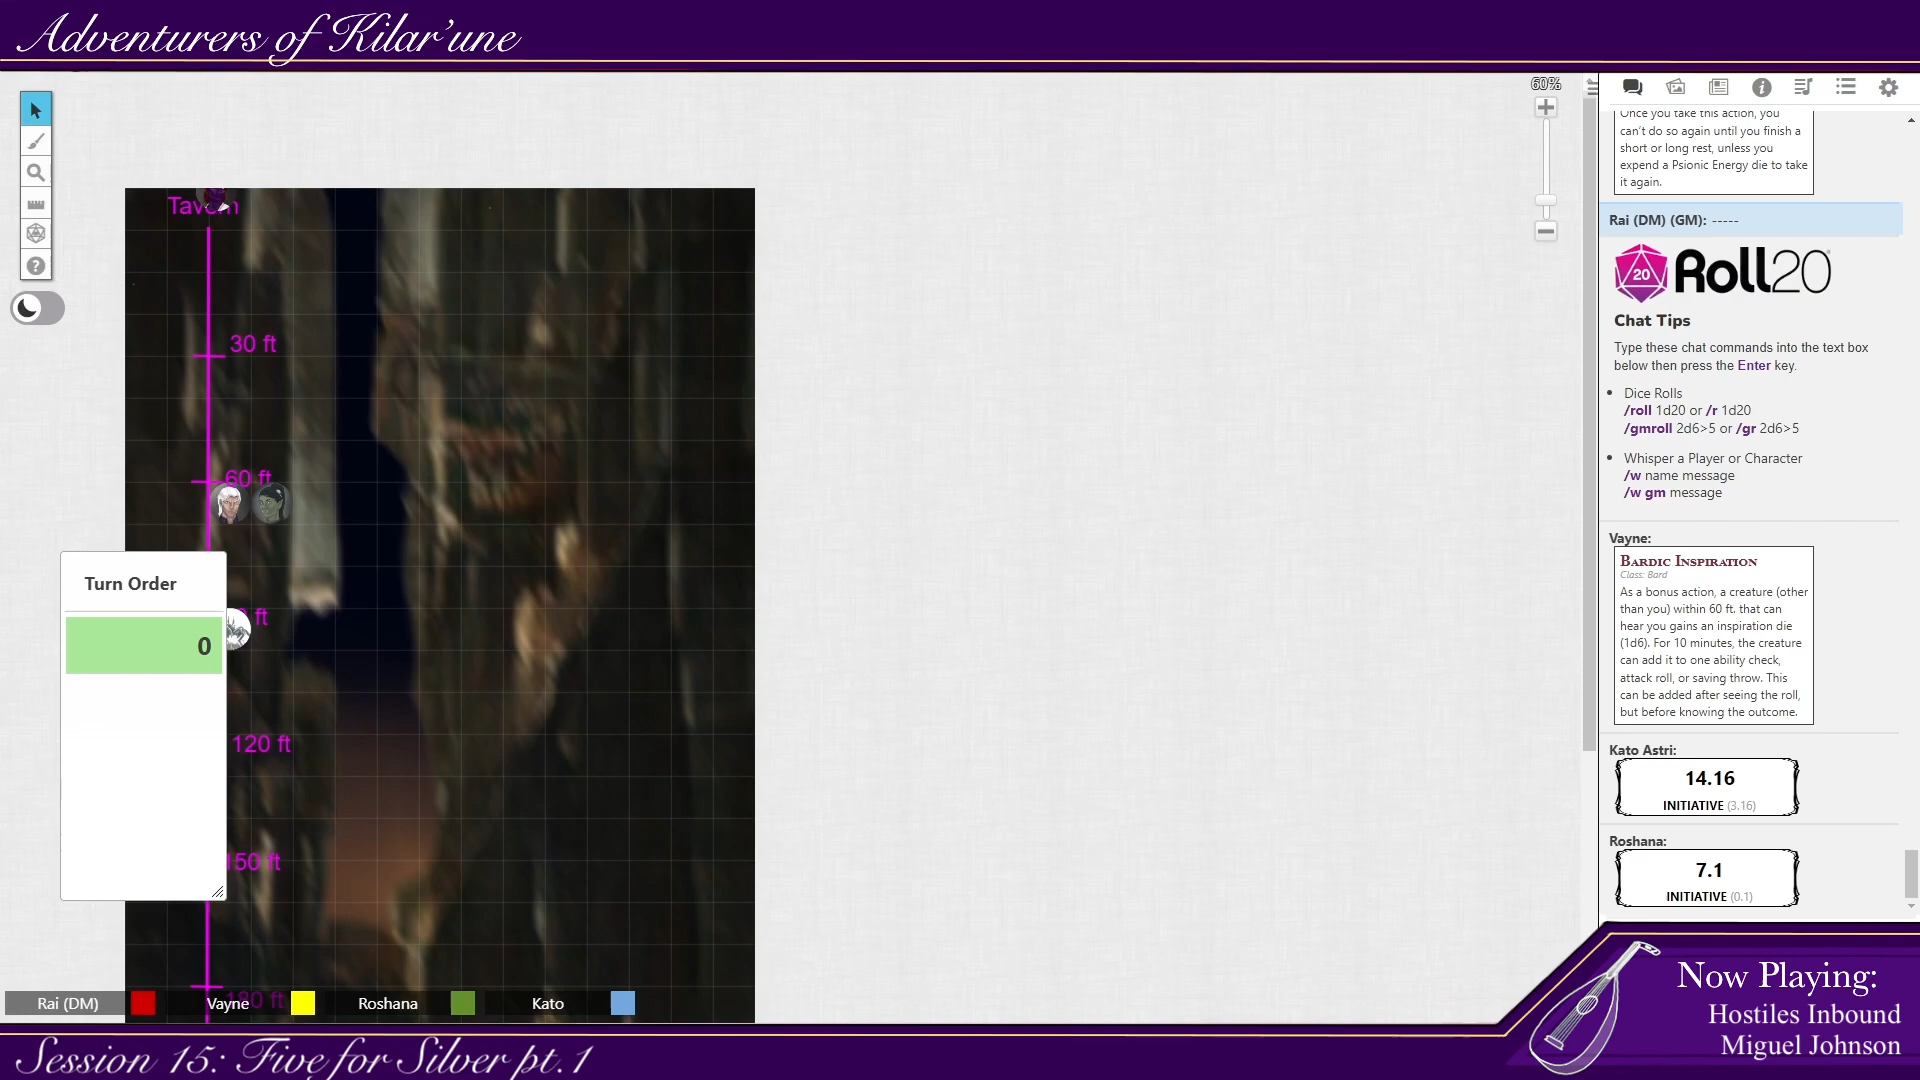 Adventurers of Kilar'une
60%
Tavern
30 ft
60 ft
ft
120 ft
150 ft
180 ft
Turn Order
0
Rai (DM)
Vayne
Roshana
Kato
Once you take this action, you
can't do so again until you finish a
short or long rest, unless you
expend a Psionic Energy die to take
it again.
Rai (DM) (GM): -----
20 Roll20
Chat Tips
Type these chat commands into the text box
below then press the Enter key.
• Dice Rolls
/roll 1d20 or /r 1d20
/gmroll 2d6>5 or /gr 2d6>5
• Whisper a Player or Character
/w name message
/w gm message
Vayne:
Bardic Inspiration
Class: Bard
As a bonus action, a creature (other
than you) within 60 ft. that can
hear you gains an inspiration die
(1d6). For 10 minutes, the creature
can add it to one ability check,
attack roll, or saving throw. This
can be added after seeing the roll,
but before knowing the outcome.
Kato Astri:
14.16
INITIATIVE (3.16)
Roshana:
7.1
INITIATIVE (0.1)
Now Playing:
Hostiles Inbound
Miguel Johnson
Session 15: Five for Silver pt.1